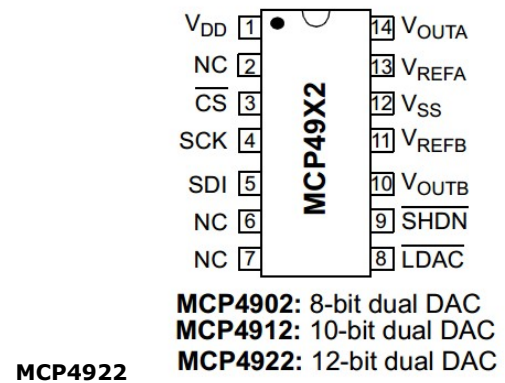 VDD 1 14 VOUTA
NC 2 13 VREFA
CS 3 12 VSS
SCK 4 11 VREFB
SDI 5 10 VOUTB
NC 6 9 SHDN
NC 7 8 LDAC
MCP49X2
MCP4902: 8-bit dual DAC
MCP4912: 10-bit dual DAC
MCP4922: 12-bit dual DAC
MCP4922